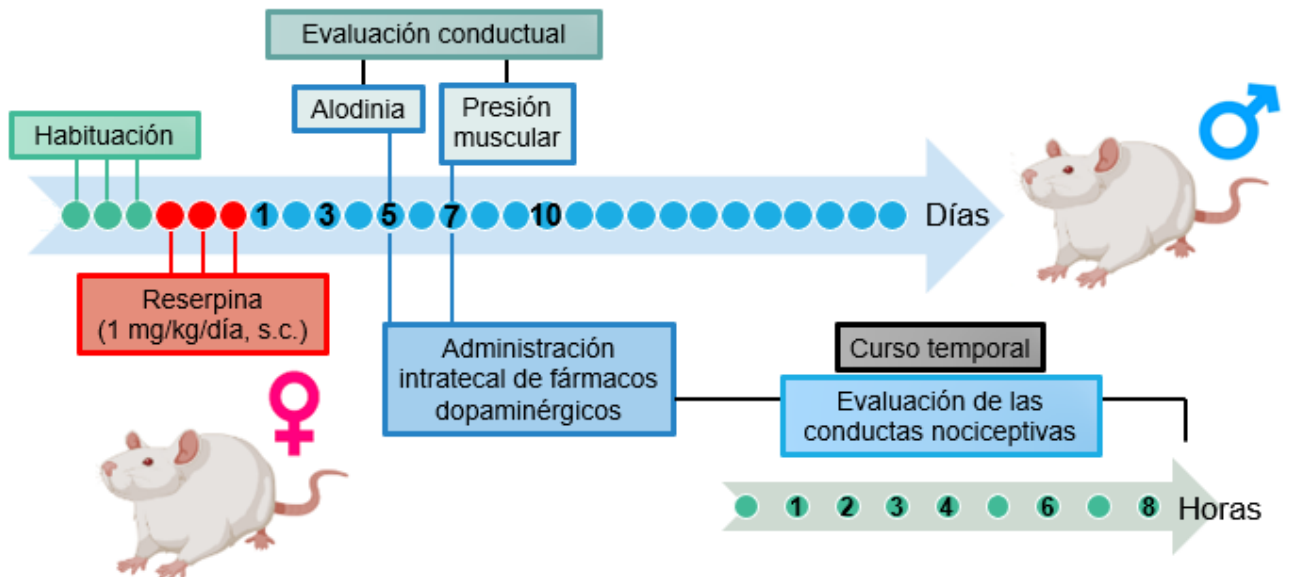 Evaluación conductual
Alodinia
Presión
muscular
Habituación
1 3 5 7 10 Días
Reserpina
(1 mg/kg/día, s.c.)
Administración
intratecal de fármacos
dopaminérgicos
Curso temporal
Evaluación de las
conductas nociceptivas
1 2 3 4 6 8 Horas